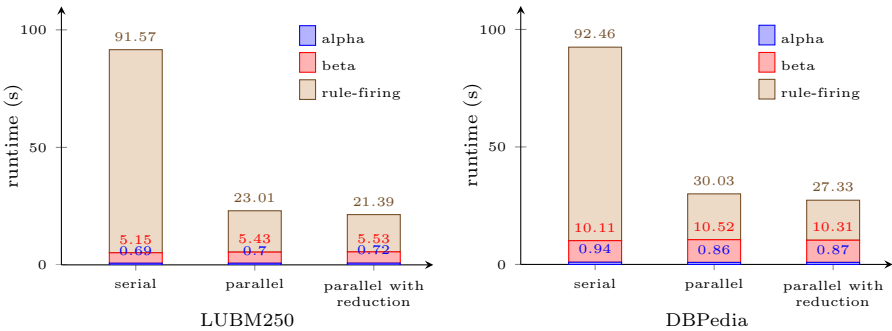 100
50
0
runtime (s)
91.57
5.15
0.69
23.01
5.43
0.7
21.39
5.53
0.72
alpha
beta
rule-firing
serial
parallel
parallel with
reduction
LUBM250
100
50
0
runtime (s)
92.46
10.11
0.94
30.03
10.52
0.86
27.33
10.31
0.87
alpha
beta
rule-firing
serial
parallel
parallel with
reduction
DBPedia